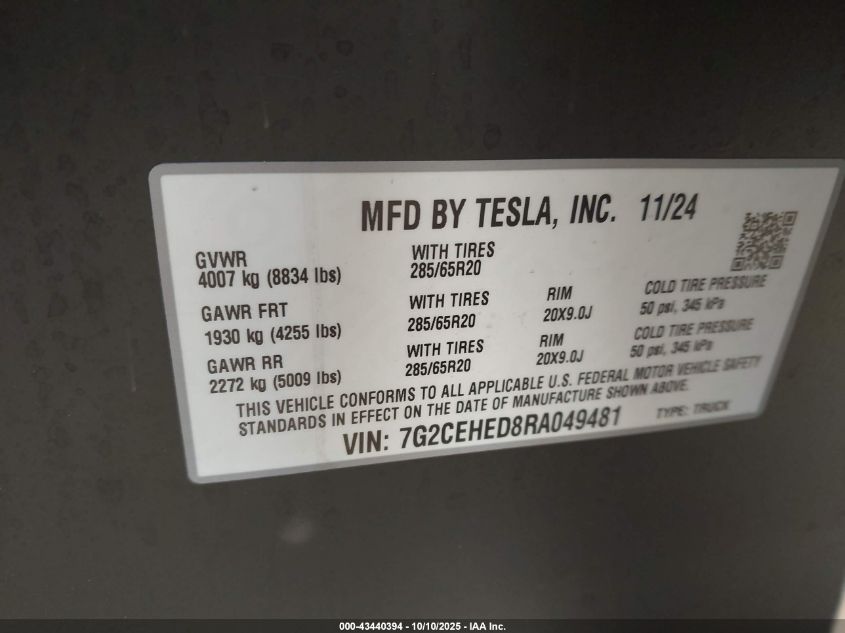 MFD BY TESLA, INC. 11/24
GVWR
4007 kg (8834 lbs)
WITH TIRES
285/65R20
GAWR FRT
1930 kg (4255 lbs)
WITH TIRES
285/65R20
RIM
20X9.0J
COLD TIRE PRESSURE
50 psi, 345 kPa
GAWR RR
2272 kg (5009 lbs)
WITH TIRES
285/65R20
RIM
20X9.0J
COLD TIRE PRESSURE
50 psi, 345 kPa
THIS VEHICLE CONFORMS TO ALL APPLICABLE U.S. FEDERAL MOTOR VEHICLE SAFETY
STANDARDS IN EFFECT ON THE DATE OF MANUFACTURE SHOWN ABOVE.
VIN: 7G2CEHED8RA049481
TYPE: TRUCK
000-43440394 - 10/10/2025 - IAA Inc.